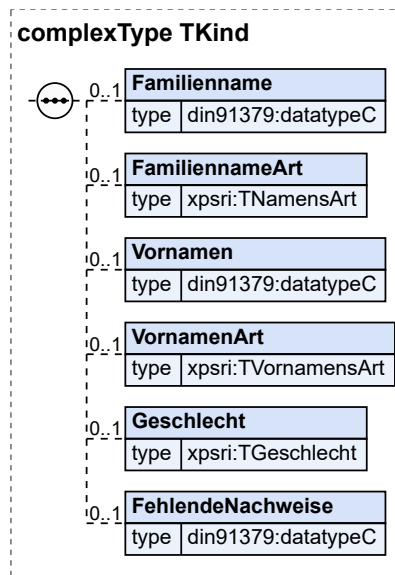 complexType TKind
0..1 Familienname
type din91379:datatypeC
0..1 FamiliennameArt
type xpsri:TNamensArt
0..1 Vornamen
type din91379:datatypeC
0..1 VornamenArt
type xpsri:TVornamensArt
0..1 Geschlecht
type xpsri:TGeschlecht
0..1 FehlendeNachweise
type din91379:datatypeC